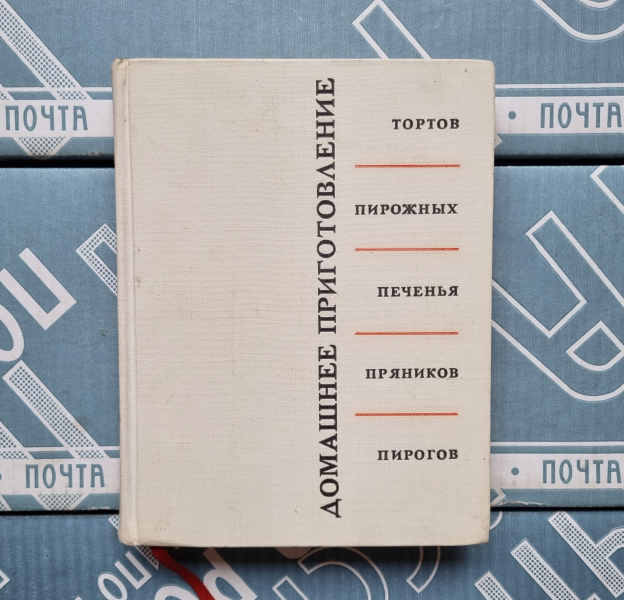 ДОМАШНЕЕ ПРИГОТОВЛЕНИЕ
ТОРТОВ
ПИРОЖНЫХ
ПЕЧЕНЬЯ
ПРЯНИКОВ
ПИРОГОВ
ПОЧТА
ПОЧТА
ПОЧТА
ПОЧТА